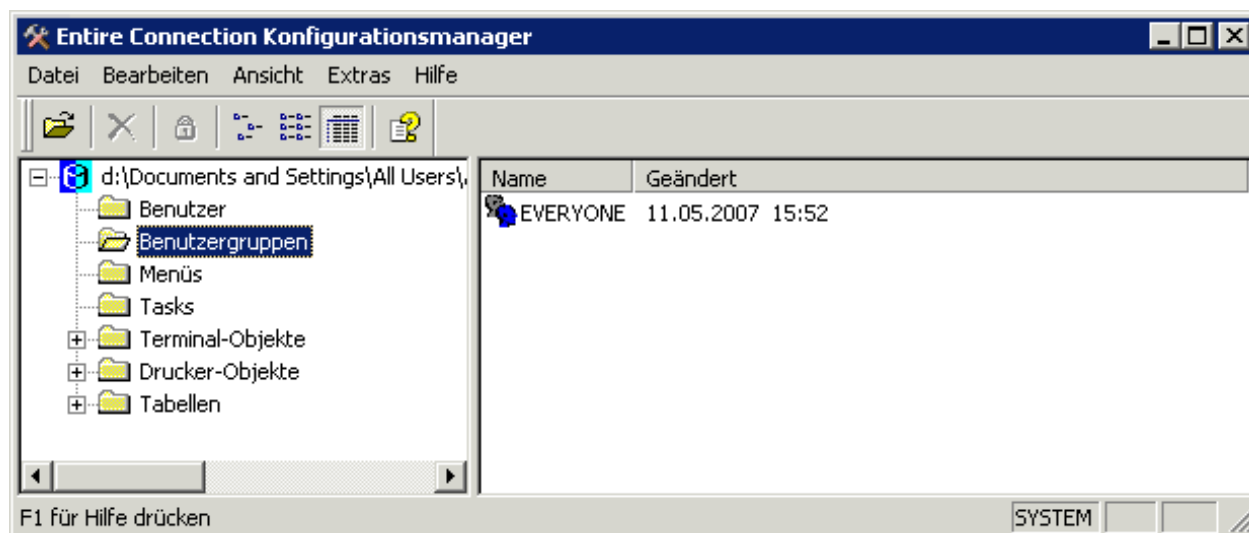 Entire Connection Konfigurationsmanager
Datei Bearbeiten Ansicht Extras Hilfe
d:\Documents and Settings\All Users\
Benutzer
Benutzergruppen
Menüs
Tasks
Terminal-Objekte
Drucker-Objekte
Tabellen
Name Geändert
EVERYONE 11.05.2007 15:52
F1 für Hilfe drücken
SYSTEM